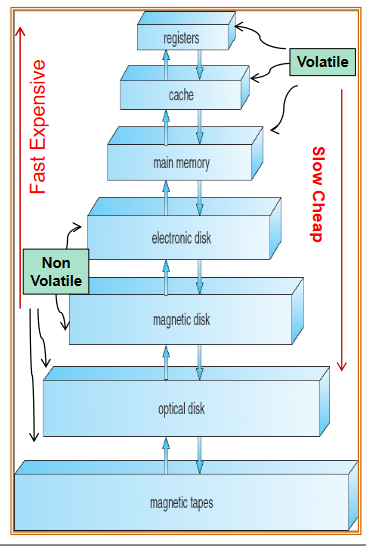 registers
Volatile
cache
Fast Expensive
main memory
Slow Cheap
electronic disk
Non
Volatile
magnetic disk
optical disk
magnetic tapes